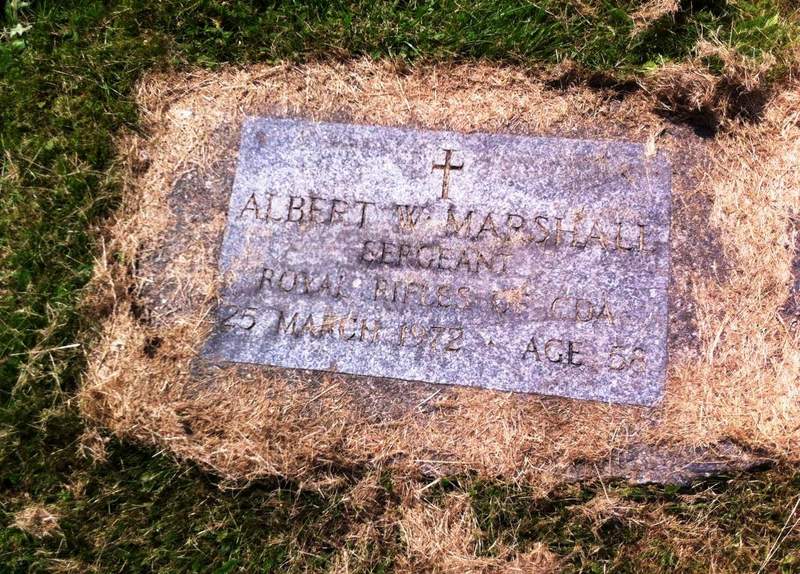 ALBERT W. MARSHALL
SERGEANT
ROYAL RIFLES OF CDA
25 MARCH 1972 · AGE 58